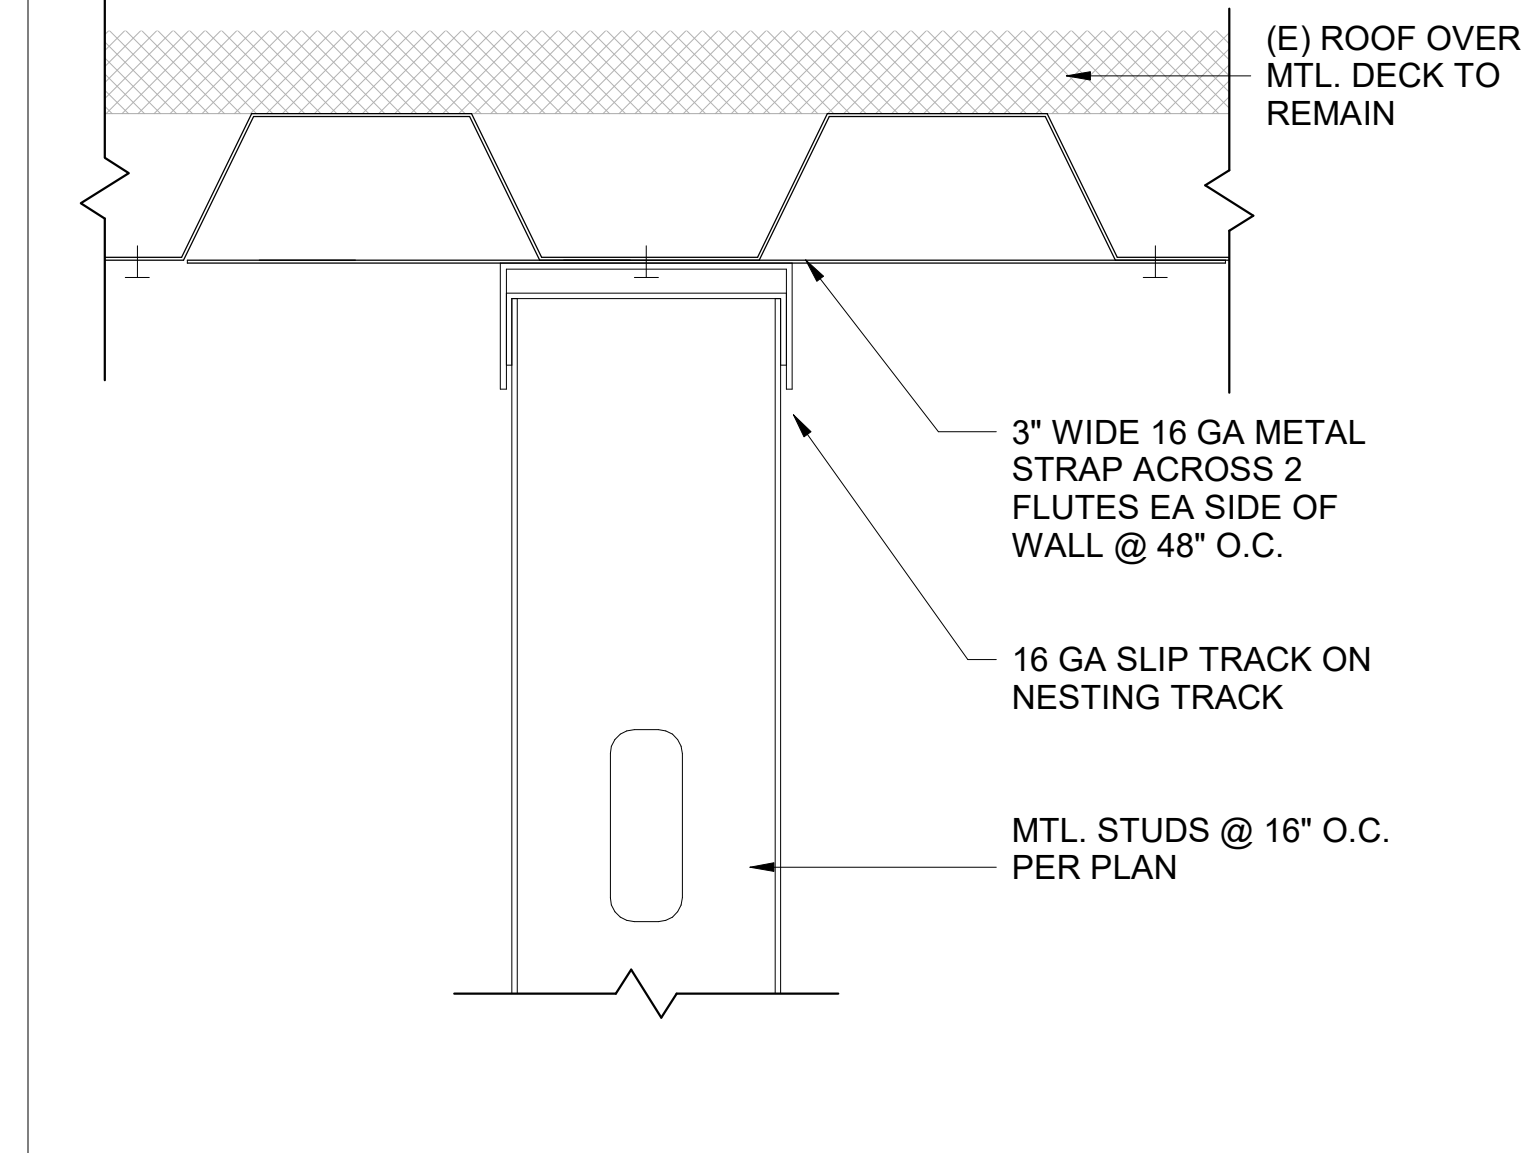 (E) ROOF OVER
MTL. DECK TO
REMAIN
3" WIDE 16 GA METAL
STRAP ACROSS 2
FLUTES EA SIDE OF
WALL @ 48" O.C.
16 GA SLIP TRACK ON
NESTING TRACK
MTL. STUDS @ 16" O.C.
PER PLAN